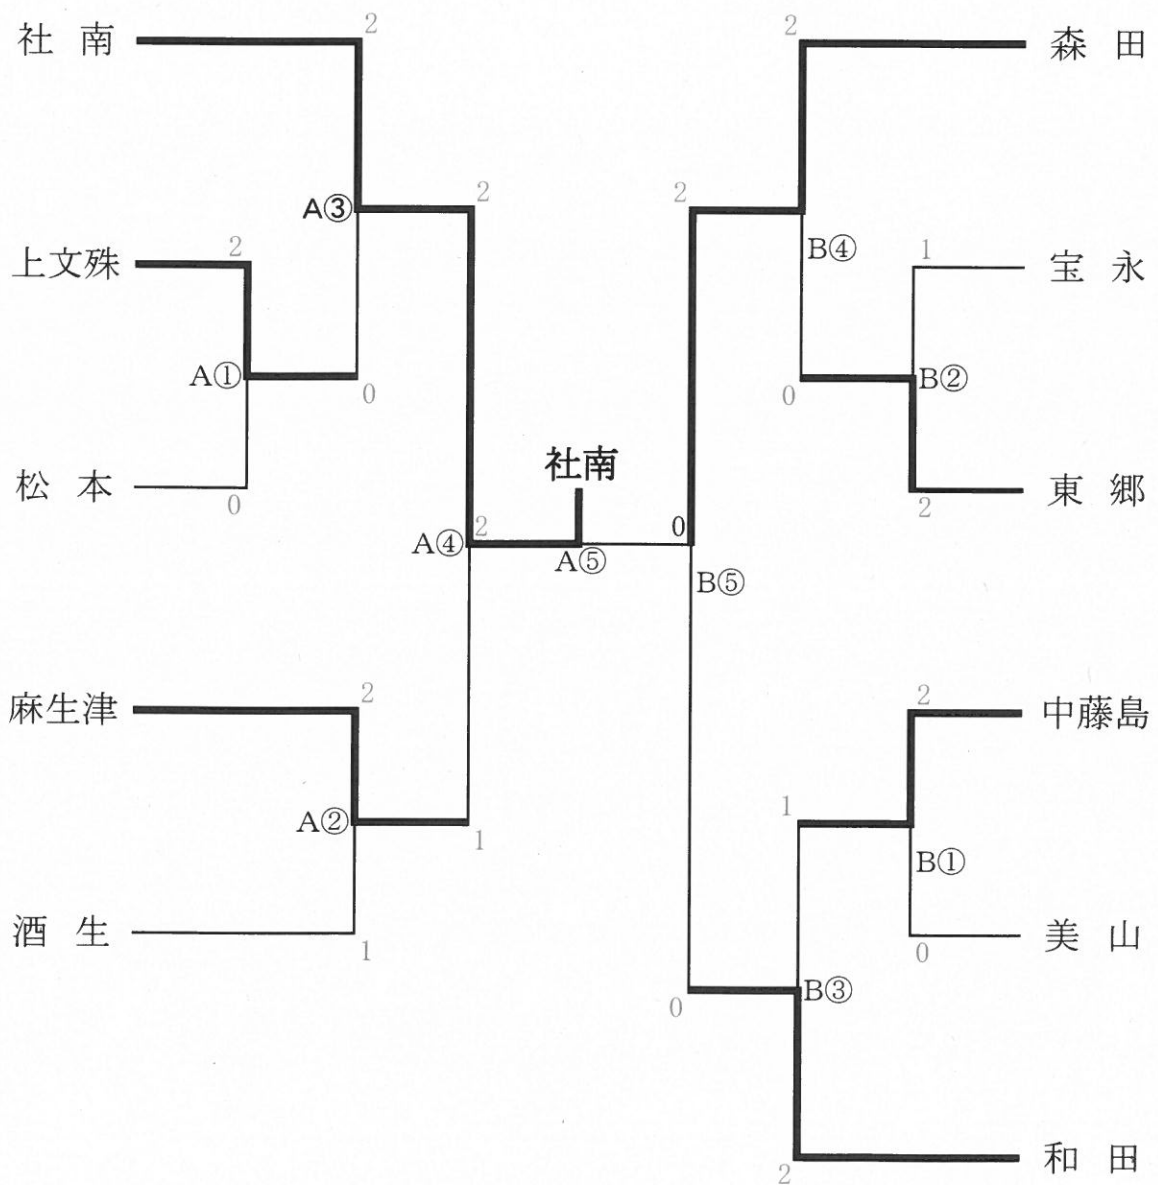 社 南
2
2
森 田
A③
2
2
上文殊
2
B④
1
宝 永
A①
0
0
B②
松 本
0
社南
東 郷
2
A④
2
A⑤
0
B⑤
麻生津
2
2
中藤島
A②
1
1
B①
酒 生
1
0
美 山
0
B③
2
和 田